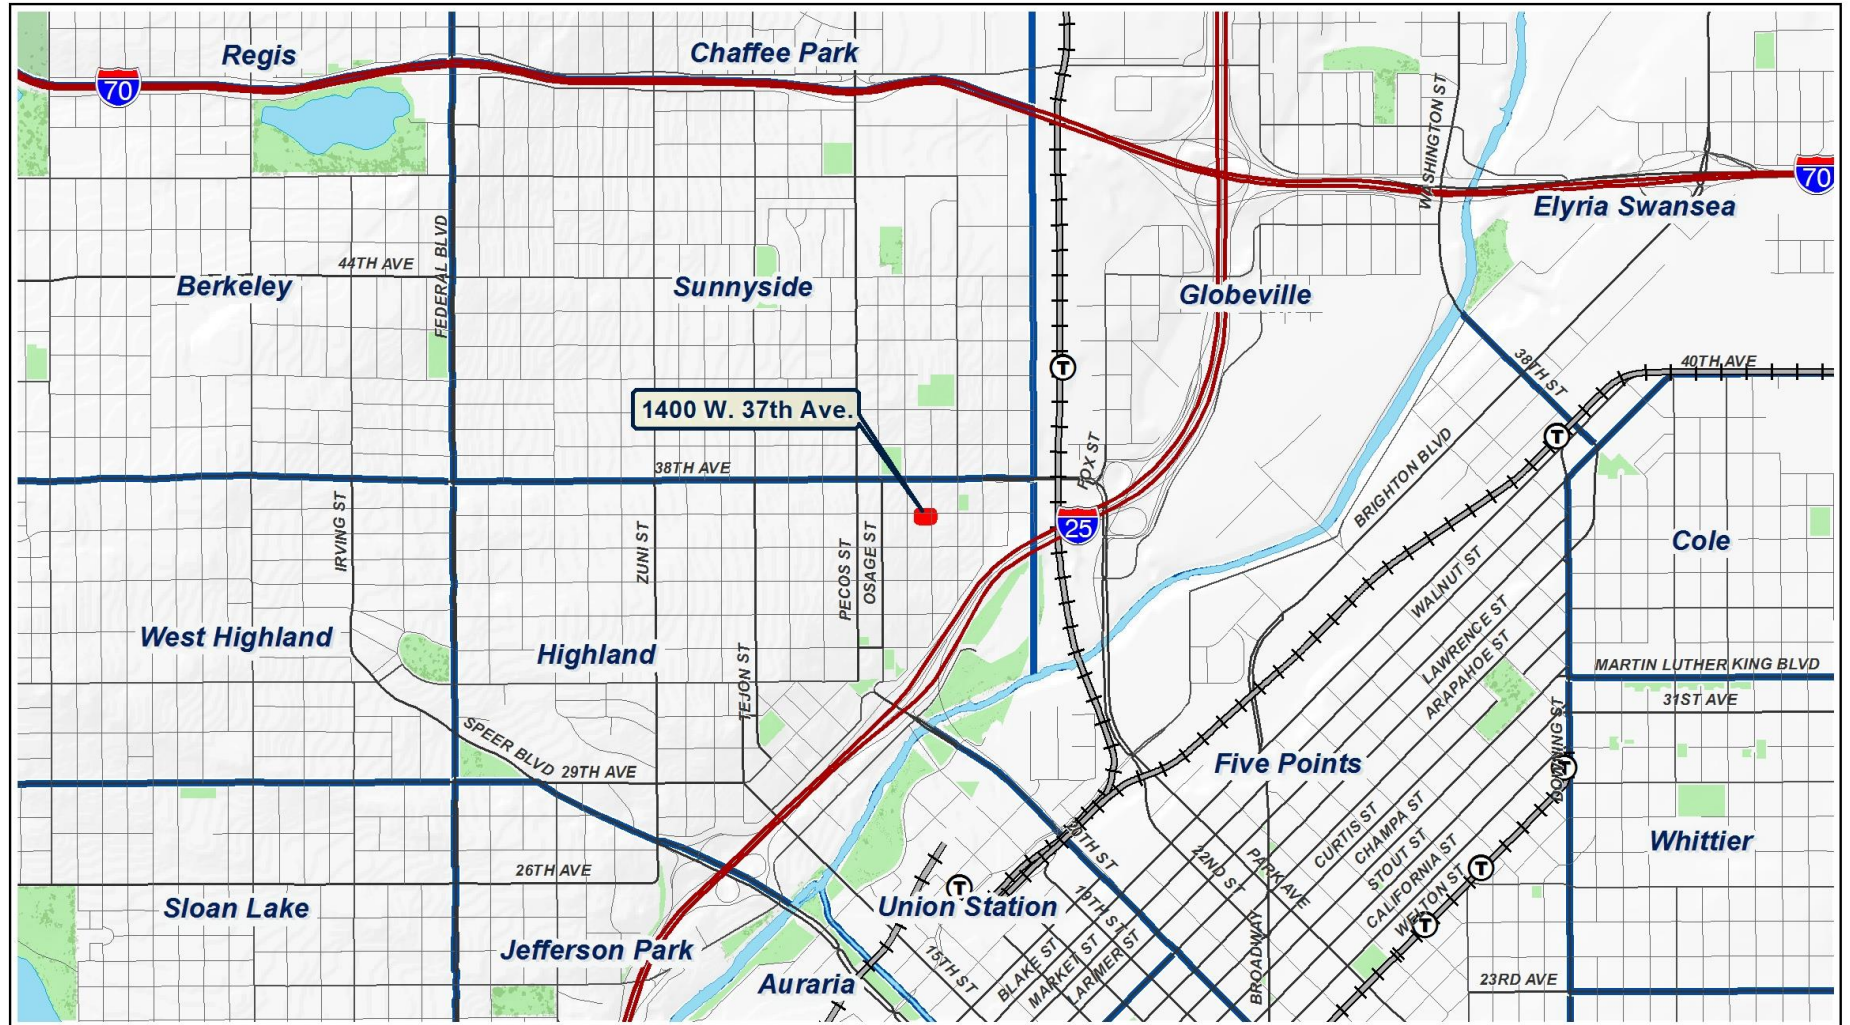 Regis
Chaffee Park
70
WASHINGTON ST
70
Elyria Swansea
44TH AVE
FEDERAL BLVD
Berkeley
Sunnyside
Globeville
T
38TH ST
40TH AVE
1400 W. 37th Ave.
T
38TH AVE
FOX ST
BRIGHTON BLVD
IRVING ST
ZUNI ST
PECOS ST
OSAGE ST
25
Cole
WALNUT ST
LAWRENCE ST
ARAPAHOE ST
West Highland
Highland
TEJON ST
MARTIN LUTHER KING BLVD
31ST AVE
DOWNING ST
SPEER BLVD
29TH AVE
Five Points
T
CURTIS ST
CHAMPA ST
STOUT ST
CALIFORNIA ST
WELTON ST
Whittier
20TH ST
22ND ST
PARK AVE
T
26TH AVE
T
Sloan Lake
Union Station
19TH ST
T
Jefferson Park
Auraria
15TH ST
BLAKE ST
MARKET ST
LARIMER ST
BROADWAY
23RD AVE